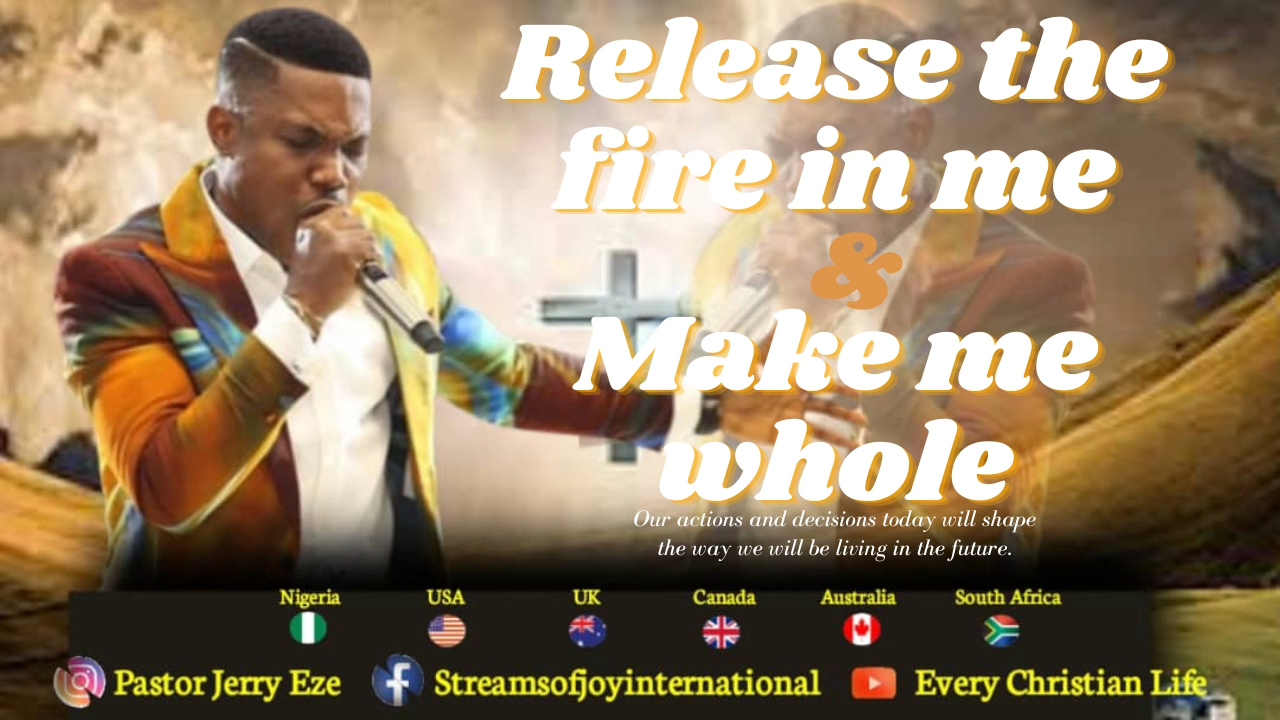 Release the
fire in me
&
Make me
whole
Our actions and decisions today will shape
the way we will be living in the future.
Nigeria USA UK Canada Australia South Africa
Pastor Jerry Eze Streamsofjoyinternational Every Christian Life